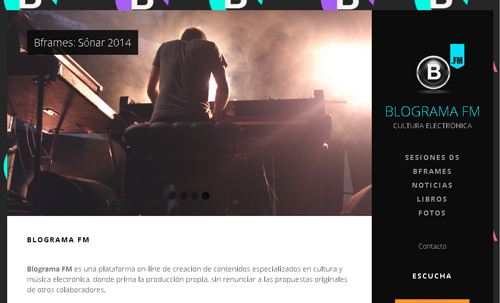 Bframes: Sónar 2014
BLOGRAMA FM
Blograma FM es una plataforma on-line de creación de contenidos especializados en cultura y
música electrónica, donde prima la producción propia, sin renunciar a las propuestas originales
de otros colaboradores.
.FM
B
BLOGRAMA FM
CULTURA ELECTRÓNICA
SESIONES DS
BFRAMES
NOTICIAS
LIBROS
FOTOS
Contacto
ESCUCHA